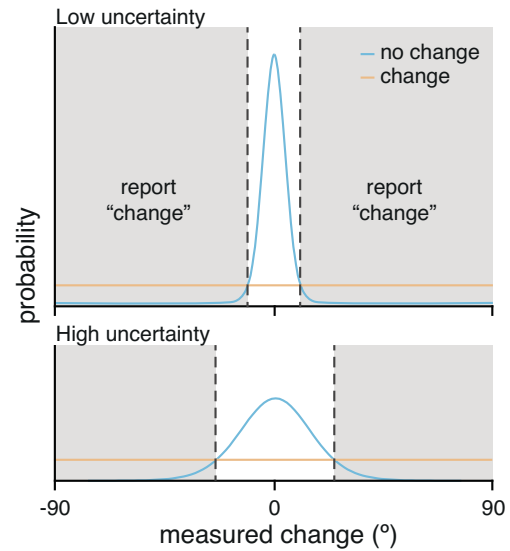 Low uncertainty
no change
change
report
“change”
report
“change”
probability
High uncertainty
-90
0
90
measured change (º)